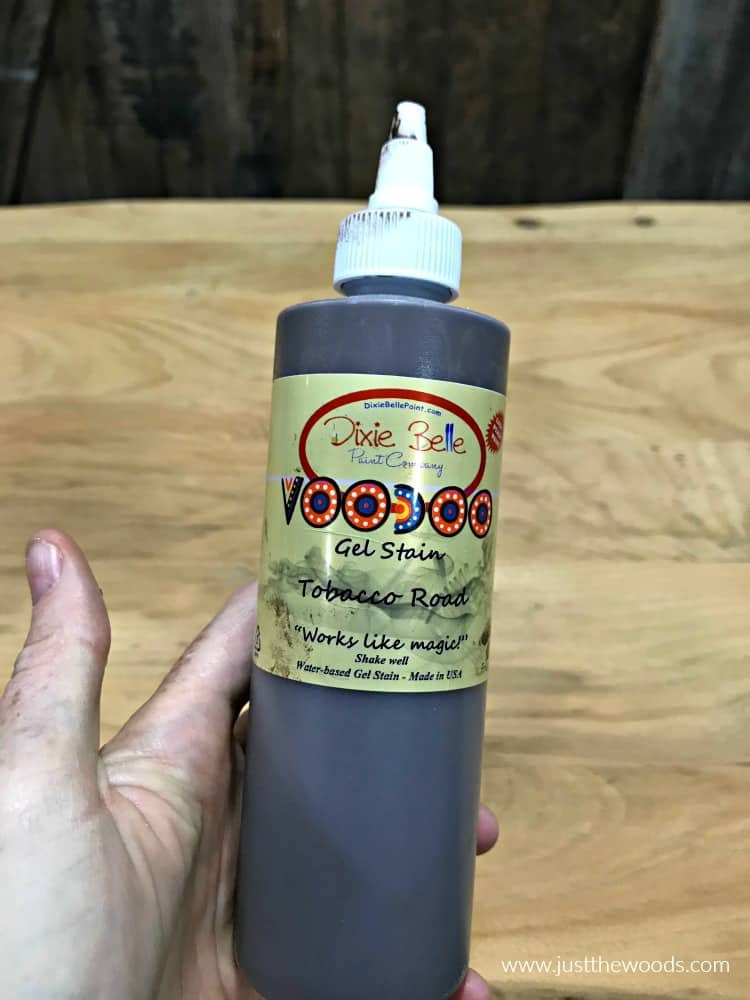 DixieBellePaint.com
Dixie Belle
Paint Company
VOODOO
Gel Stain
Tobacco Road
"Works like magic!"
Shake well
Water-based Gel Stain - Made in USA
www.justthewoods.com